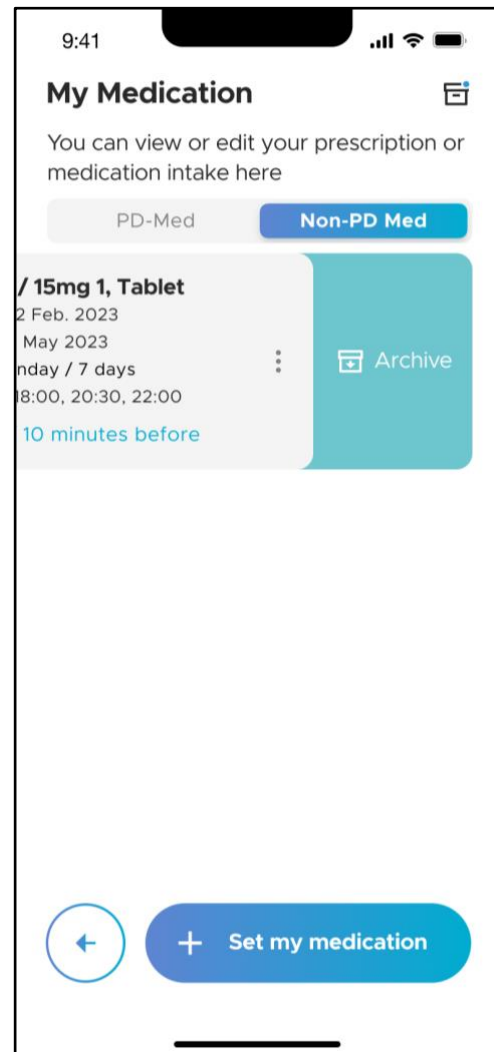 9:41
My Medication
You can view or edit your prescription or
medication intake here
PD-Med
Non-PD Med
/ 15mg 1, Tablet
2 Feb. 2023
May 2023
nday / 7 days
18:00, 20:30, 22:00
10 minutes before
Archive
+ Set my medication